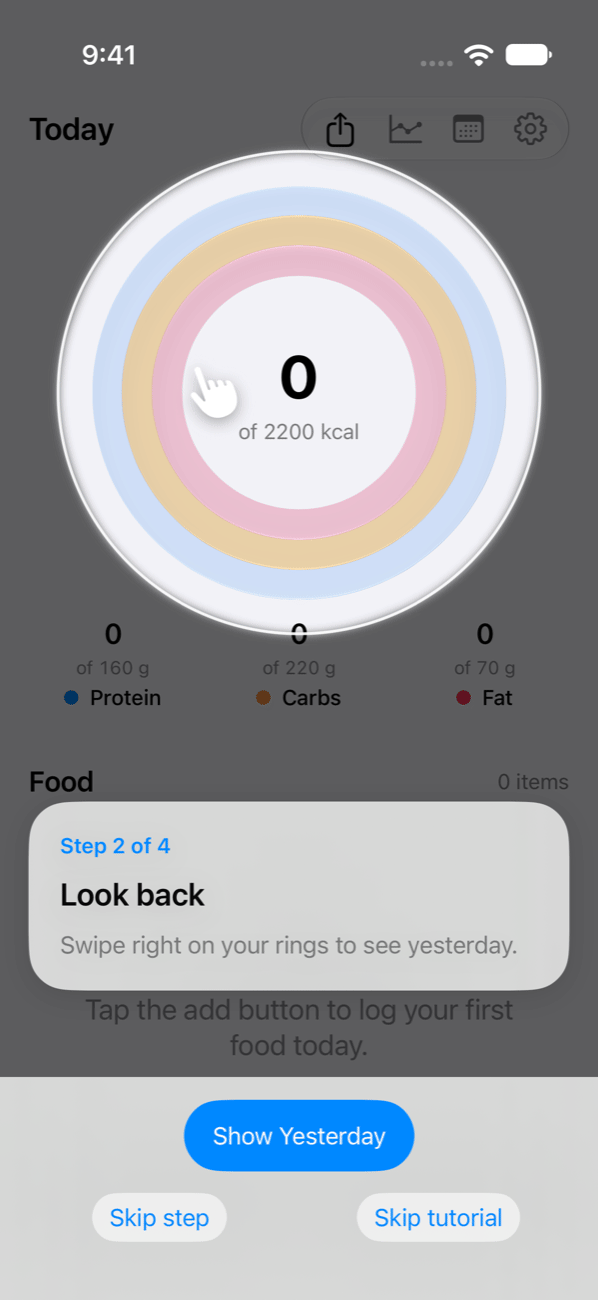 9:41
Today
0
of 2200 kcal
0 0 0
of 160 g of 220 g of 70 g
Protein Carbs Fat
Food 0 items
Step 2 of 4
Look back
Swipe right on your rings to see yesterday.
Tap the add button to log your first
food today.
Show Yesterday
Skip step Skip tutorial